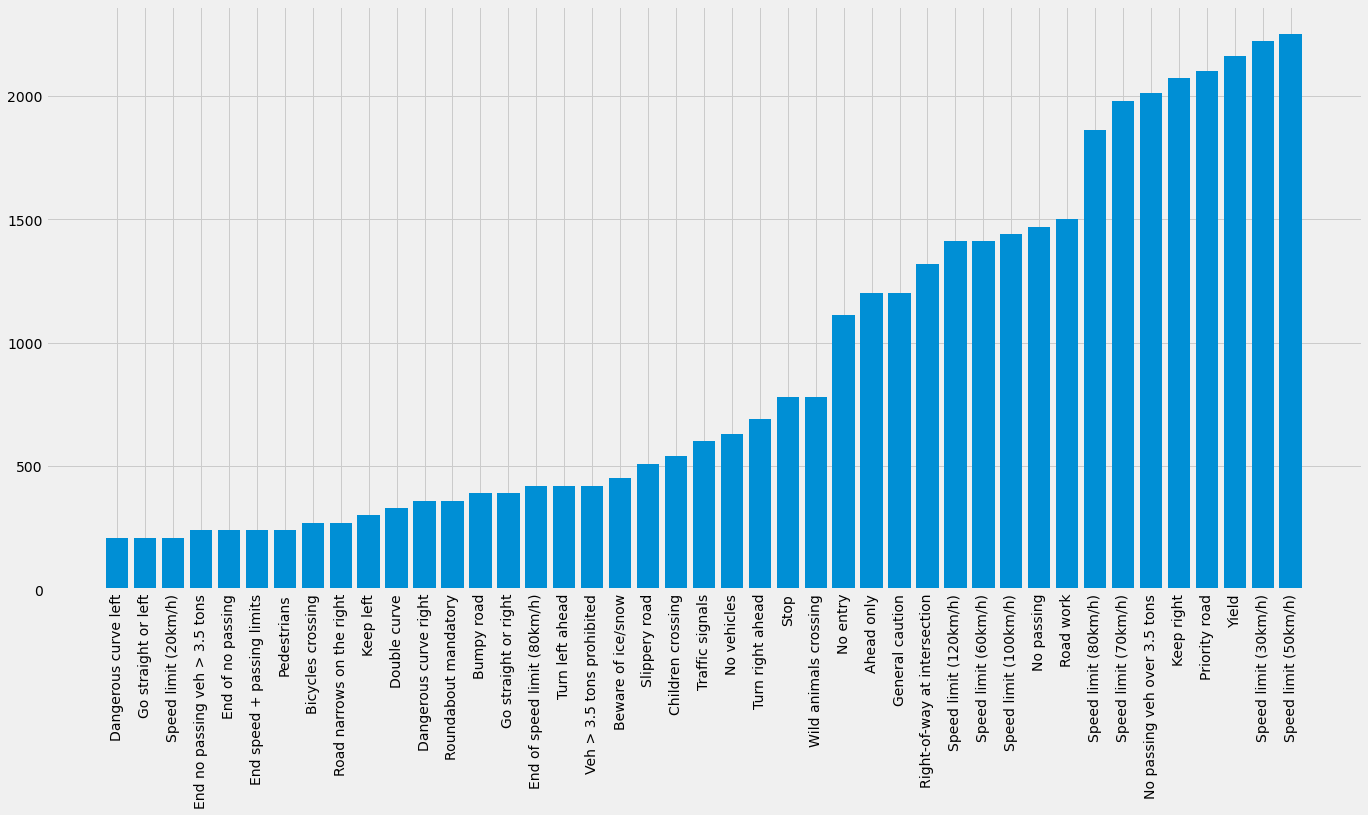 2000
1500
1000
500
0
Dangerous curve left
Go straight or left
Speed limit (20km/h)
End no passing veh > 3.5 tons
End of no passing
End speed + passing limits
Pedestrians
Bicycles crossing
Road narrows on the right
Keep left
Double curve
Dangerous curve right
Roundabout mandatory
Bumpy road
Go straight or right
End of speed limit (80km/h)
Turn left ahead
Veh > 3.5 tons prohibited
Beware of ice/snow
Slippery road
Children crossing
Traffic signals
No vehicles
Turn right ahead
Stop
Wild animals crossing
No entry
Ahead only
General caution
Right-of-way at intersection
Speed limit (120km/h)
Speed limit (60km/h)
Speed limit (100km/h)
No passing
Road work
Speed limit (80km/h)
Speed limit (70km/h)
No passing veh over 3.5 tons
Keep right
Priority road
Yield
Speed limit (30km/h)
Speed limit (50km/h)